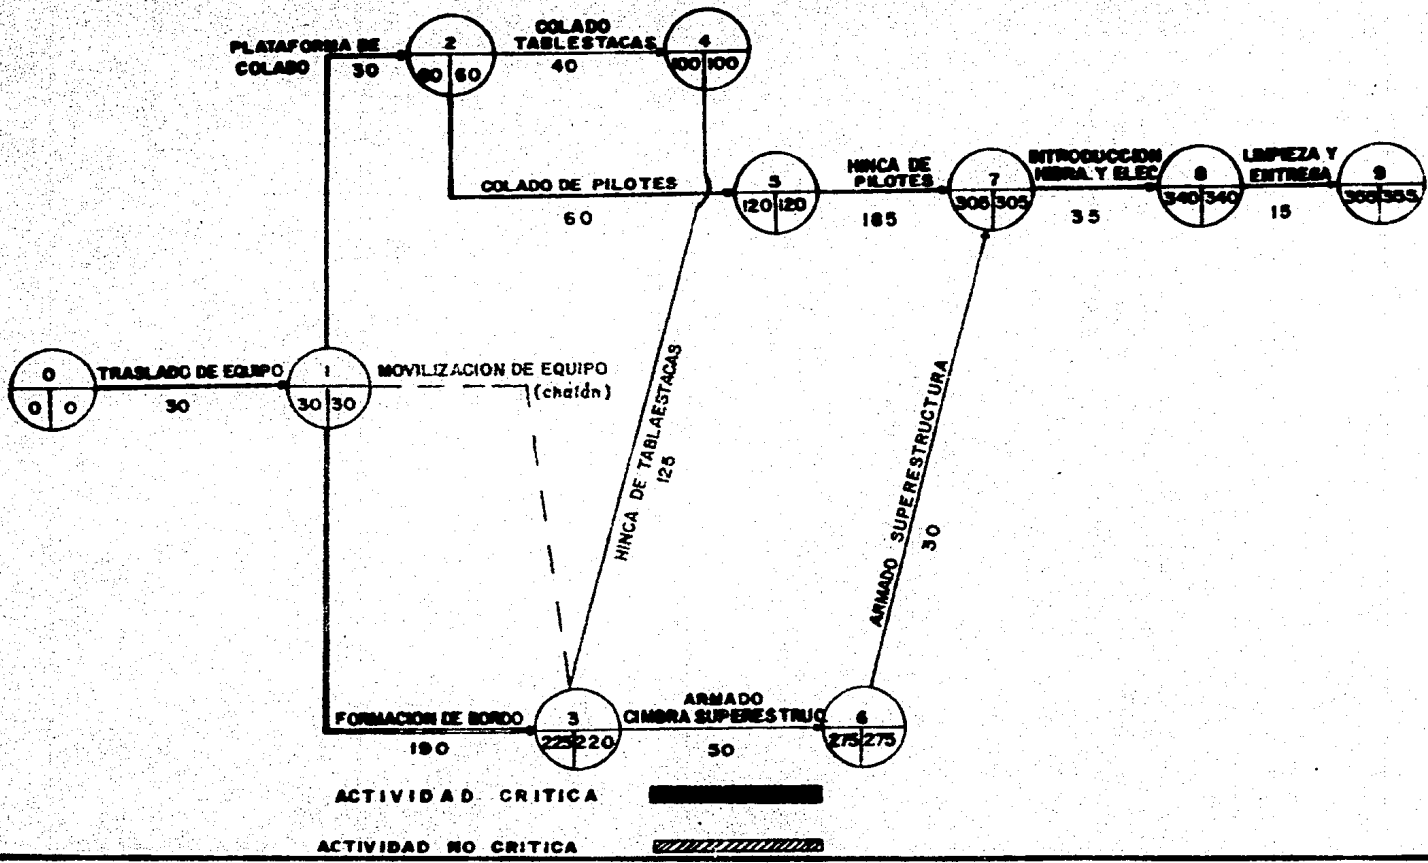 2
COLADO
TABLESTACAS
40
4
100 100
PLATAFORMA DE
COLADO 30
60 60
COLADO DE PILOTES
60
5
120 120
HINCA DE
PILOTES
185
7
305 305
INTRODUCCION
HIDRA. Y ELEC
35
8
340 340
LIMPIEZA Y
ENTREGA
15
9
355 355
0
0 0
TRASLADO DE EQUIPO
30
1
30 30
MOVILIZACION DE EQUIPO
(chalán)
HINCA DE TABLAESTACAS
125
ARMADO SUPERESTRUCTURA
30
FORMACION DE BORDO
190
3
225 220
ARMADO
CIMBRA SUPERESTRUC
50
6
275 275
ACTIVIDAD CRITICA
ACTIVIDAD NO CRITICA